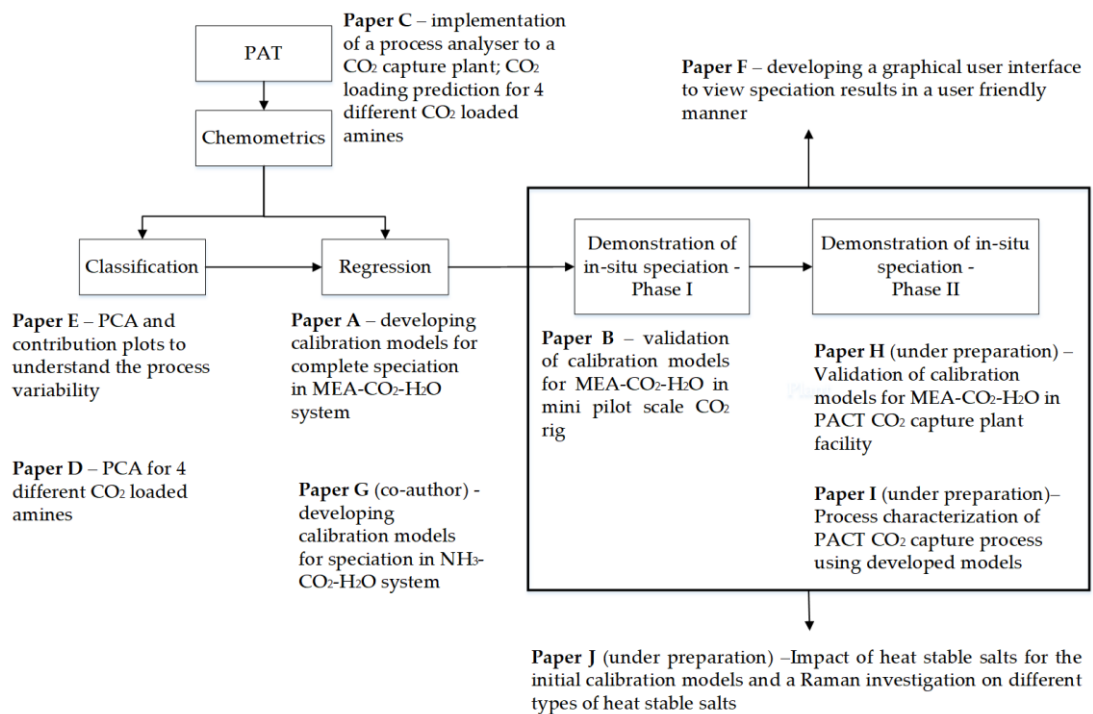 PAT
Paper C – implementation
of a process analyser to a
CO₂ capture plant; CO₂
loading prediction for 4
different CO₂ loaded
amines
Chemometrics
Paper F – developing a graphical user interface
to view speciation results in a user friendly
manner
Classification
Regression
Demonstration of
in-situ speciation -
Phase I
Demonstration of in-situ
speciation -
Phase II
Paper E – PCA and
contribution plots to
understand the process
variability
Paper D – PCA for 4
different CO₂ loaded
amines
Paper A – developing
calibration models for
complete speciation
in MEA-CO₂-H₂O
system
Paper G (co-author) -
developing
calibration models
for speciation in NH₃-
CO₂-H₂O system
Paper B – validation
of calibration models
for MEA-CO₂-H₂O in
mini pilot scale CO₂
rig
Paper H (under preparation) –
Validation of calibration
models for MEA-CO₂-H₂O in
PACT CO₂ capture plant
facility
Paper I (under preparation)–
Process characterization of
PACT CO₂ capture process
using developed models
Paper J (under preparation) –Impact of heat stable salts for the
initial calibration models and a Raman investigation on different
types of heat stable salts